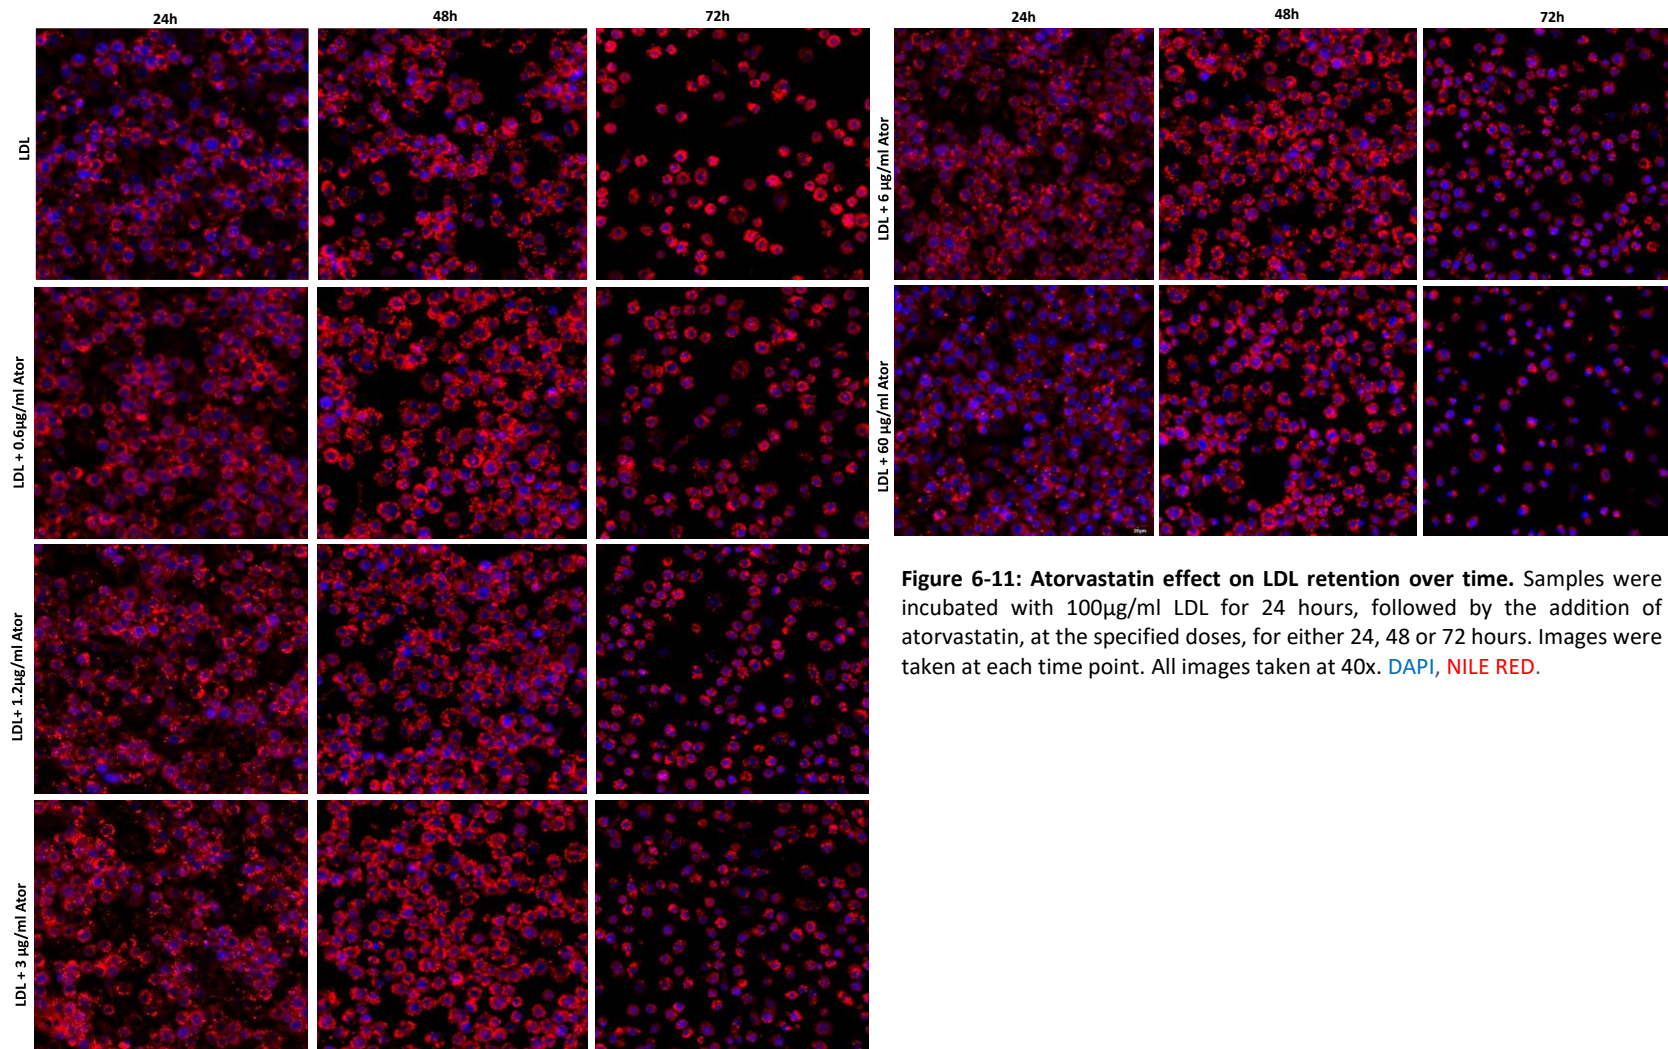 24h
48h
72h
24h
48h
72h
LDL
LDL + 0.6µg/ml Ator
LDL+ 1.2µg/ml Ator
LDL + 3 µg/ml Ator
LDL + 6 µg/ml Ator
LDL + 60 µg/ml Ator
Figure 6-11: Atorvastatin effect on LDL retention over time. Samples were
incubated with 100µg/ml LDL for 24 hours, followed by the addition of
atorvastatin, at the specified doses, for either 24, 48 or 72 hours. Images were
taken at each time point. All images taken at 40x. DAPI, NILE RED.